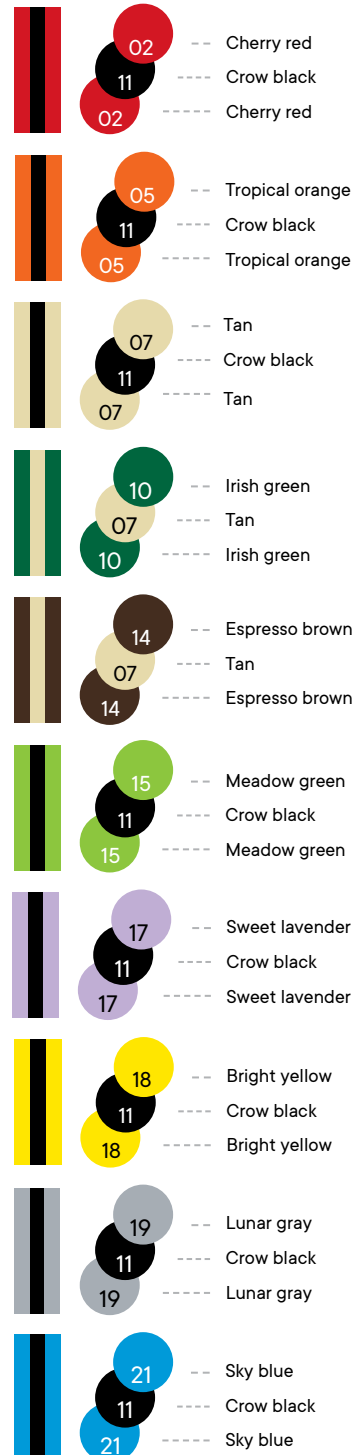 02 Cherry red
11 Crow black
02 Cherry red
05 Tropical orange
11 Crow black
05 Tropical orange
07 Tan
11 Crow black
07 Tan
10 Irish green
07 Tan
10 Irish green
14 Espresso brown
07 Tan
14 Espresso brown
15 Meadow green
11 Crow black
15 Meadow green
17 Sweet lavender
11 Crow black
17 Sweet lavender
18 Bright yellow
11 Crow black
18 Bright yellow
19 Lunar gray
11 Crow black
19 Lunar gray
21 Sky blue
11 Crow black
21 Sky blue